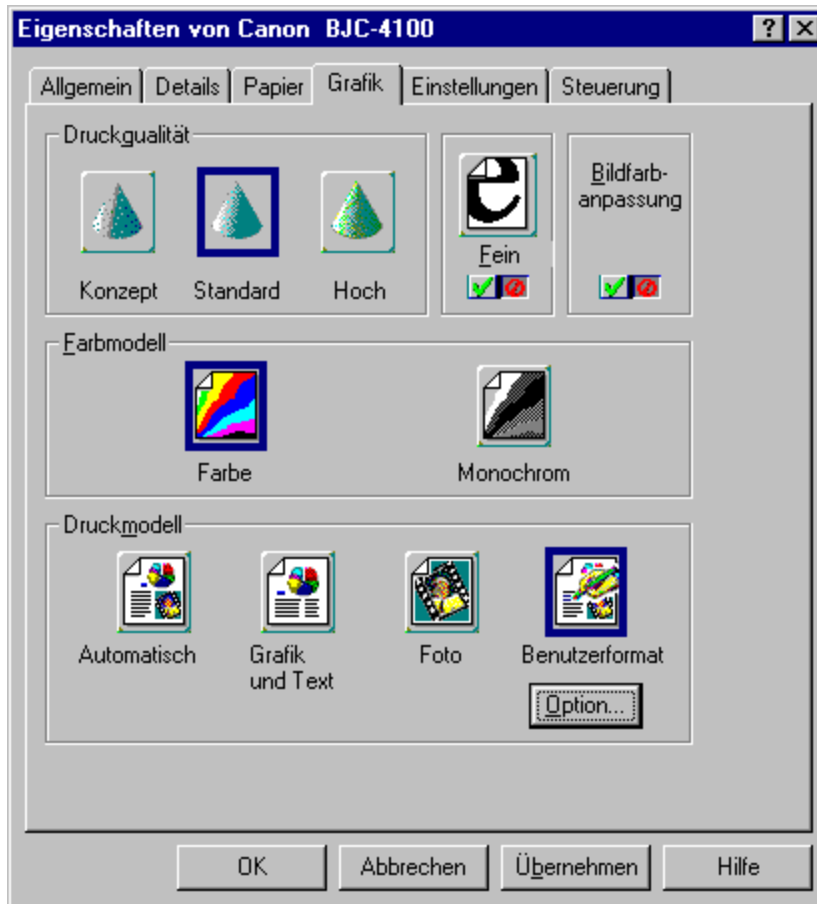 Eigenschaften von Canon BJC-4100
Allgemein Details Papier Grafik Einstellungen Steuerung
Druckqualität
Bildfarb-
anpassung
Fein
Konzept Standard Hoch
Farbmodell
Farbe Monochrom
Druckmodell
Automatisch Grafik
und Text Foto Benutzerformat
Option...
OK Abbrechen Übernehmen Hilfe